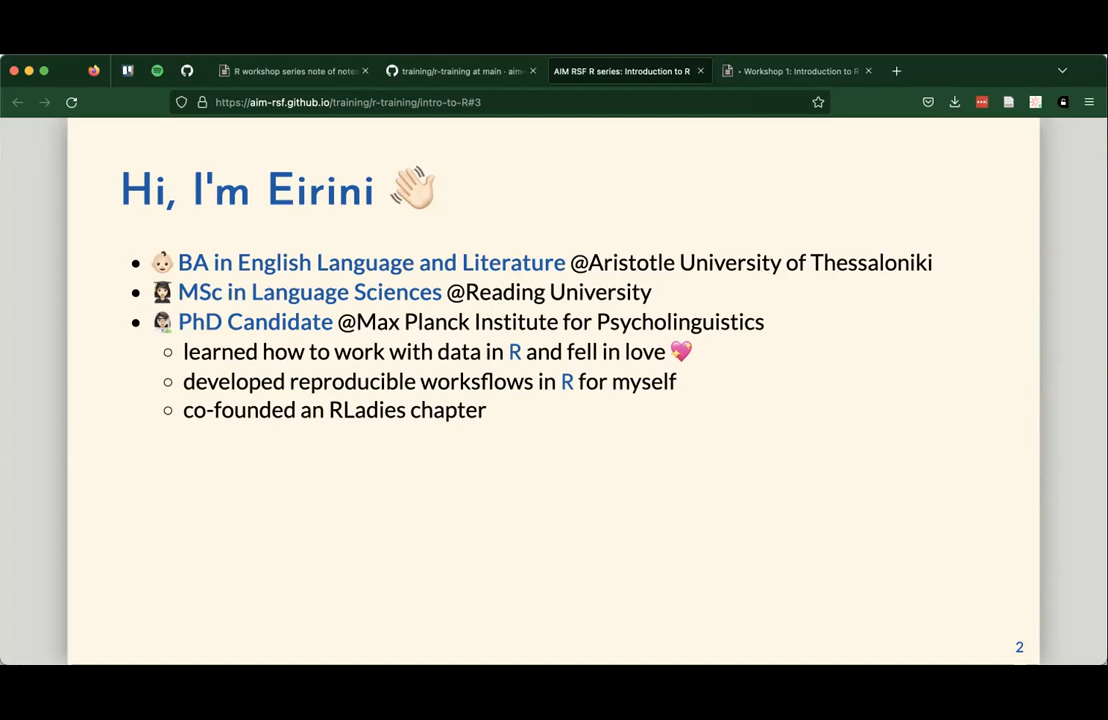 R workshop series note of note
training/r-training at main · aim-
AIM RSF R series: Introduction to R
· Workshop 1: Introduction to R
https://aim-rsf.github.io/training/r-training/intro-to-R#3
Hi, I'm Eirini 👋🏻
• 👶🏻 BA in English Language and Literature @Aristotle University of Thessaloniki
• 👩🏻‍🎓 MSc in Language Sciences @Reading University
• 👩🏻‍🔬 PhD Candidate @Max Planck Institute for Psycholinguistics
◦ learned how to work with data in R and fell in love 💖
◦ developed reproducible worksflows in R for myself
◦ co-founded an RLadies chapter
2